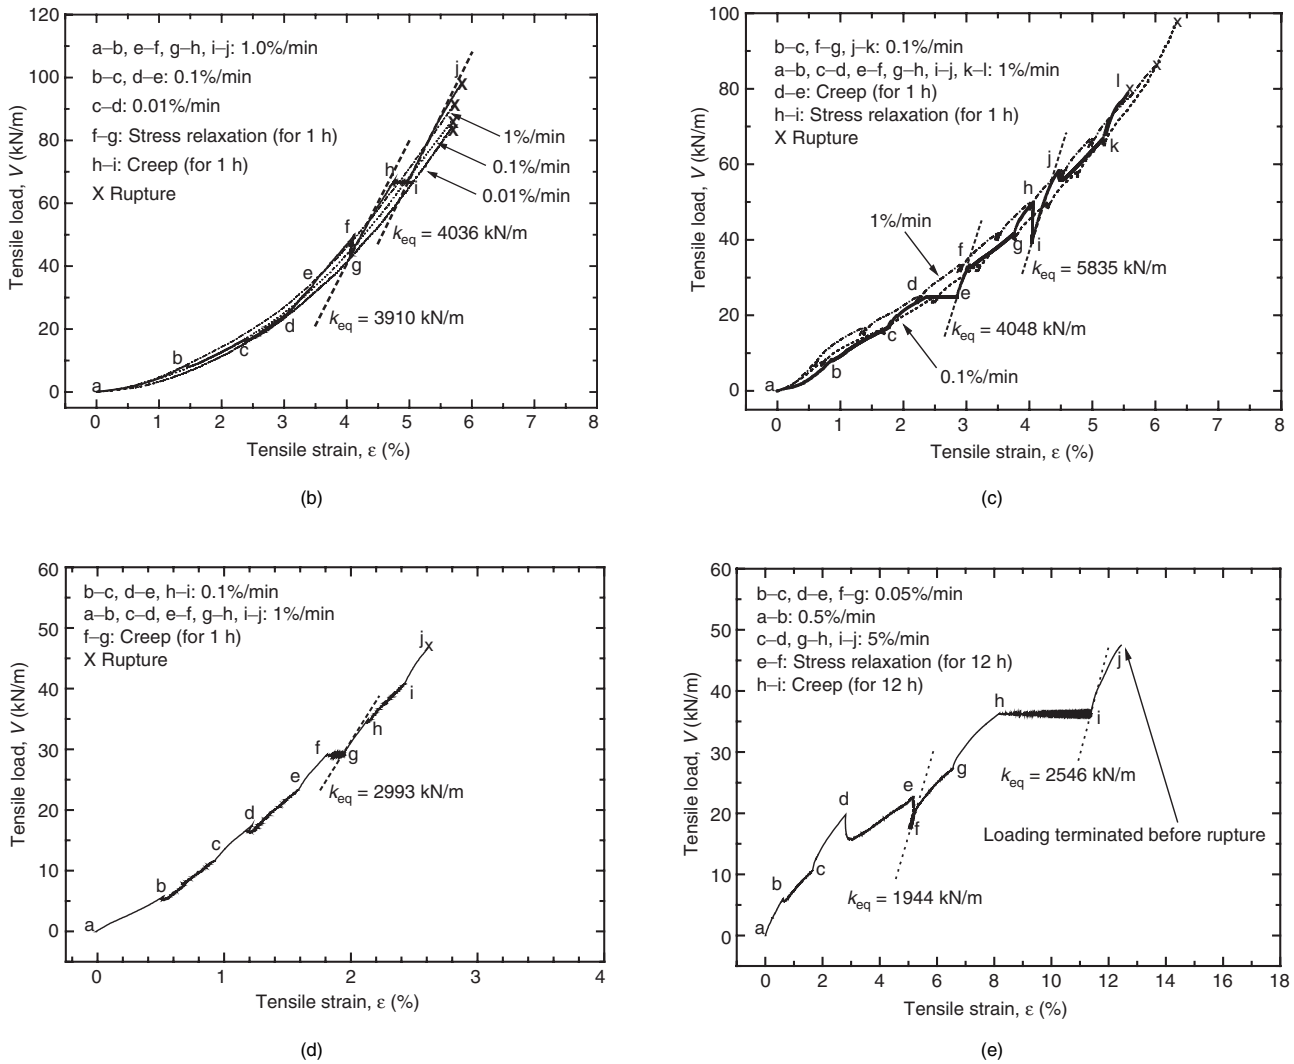 120
100
80
60
40
20
0
Tensile load, V (kN/m)
a–b, e–f, g–h, i–j: 1.0%/min
b–c, d–e: 0.1%/min
c–d: 0.01%/min
f–g: Stress relaxation (for 1 h)
h–i: Creep (for 1 h)
X Rupture
j
X
X
X
X
1%/min
0.1%/min
0.01%/min
h
i
f
g
e
d
c
b
a
keq = 4036 kN/m
keq = 3910 kN/m
0 1 2 3 4 5 6 7 8
Tensile strain, ε (%)
(b)
100
80
60
40
20
0
Tensile load, V (kN/m)
b–c, f–g, j–k: 0.1%/min
a–b, c–d, e–f, g–h, i–j, k–l: 1%/min
d–e: Creep (for 1 h)
h–i: Stress relaxation (for 1 h)
X Rupture
x
x
l
x
k
j
h
1%/min
g
i
f
d
e
c
b
a
keq = 5835 kN/m
keq = 4048 kN/m
0.1%/min
0 1 2 3 4 5 6 7 8
Tensile strain, ε (%)
(c)
60
50
40
30
20
10
0
Tensile load, V (kN/m)
b–c, d–e, h–i: 0.1%/min
a–b, c–d, e–f, g–h, i–j: 1%/min
f–g: Creep (for 1 h)
X Rupture
j
x
i
h
f
g
e
d
c
b
a
keq = 2993 kN/m
0 1 2 3 4
Tensile strain, ε (%)
(d)
60
50
40
30
20
10
0
Tensile load, V (kN/m)
b–c, d–e, f–g: 0.05%/min
a–b: 0.5%/min
c–d, g–h, i–j: 5%/min
e–f: Stress relaxation (for 12 h)
h–i: Creep (for 12 h)
j
h
i
d
e
g
f
b
c
a
keq = 2546 kN/m
Loading terminated before rupture
keq = 1944 kN/m
0 2 4 6 8 10 12 14 16 18
Tensile strain, ε (%)
(e)